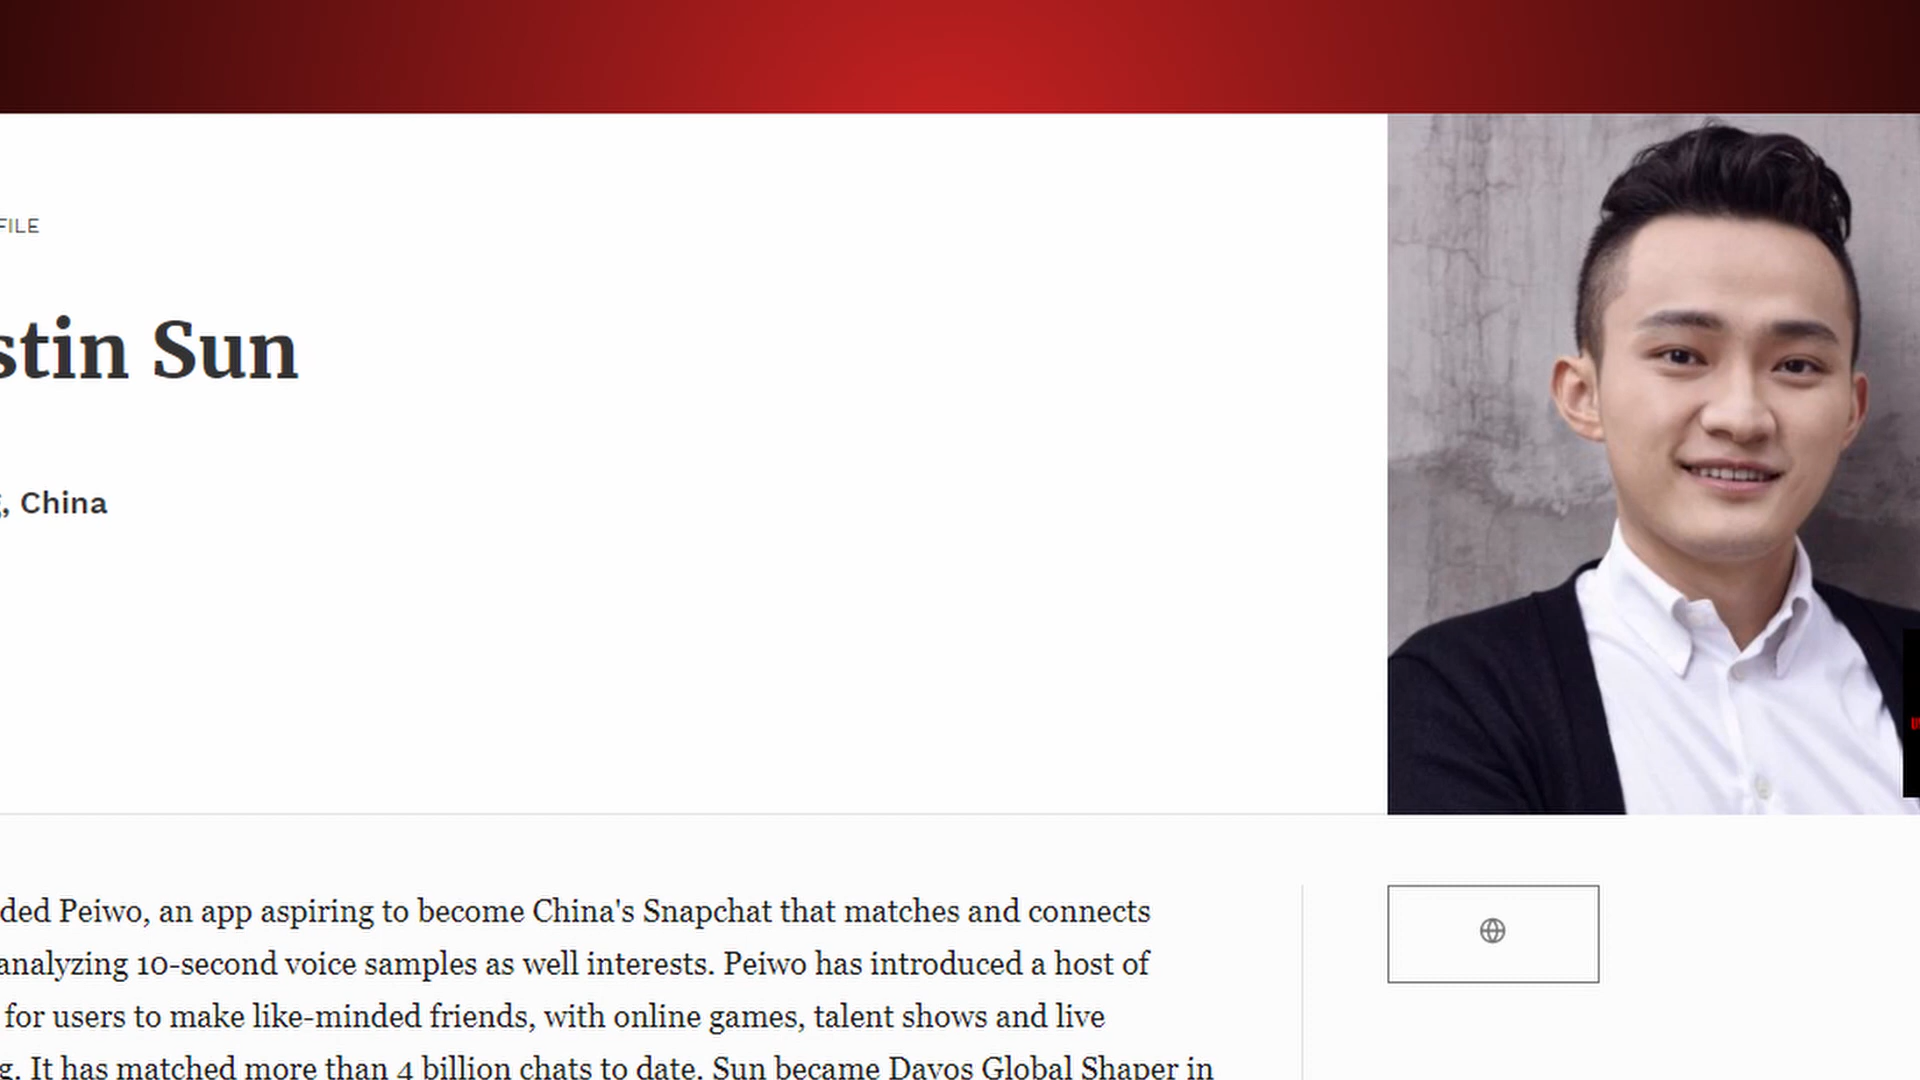 FILE
stin Sun
, China
ded Peiwo, an app aspiring to become China's Snapchat that matches and connects
analyzing 10-second voice samples as well interests. Peiwo has introduced a host of
for users to make like-minded friends, with online games, talent shows and live
g. It has matched more than 4 billion chats to date. Sun became Davos Global Shaper in